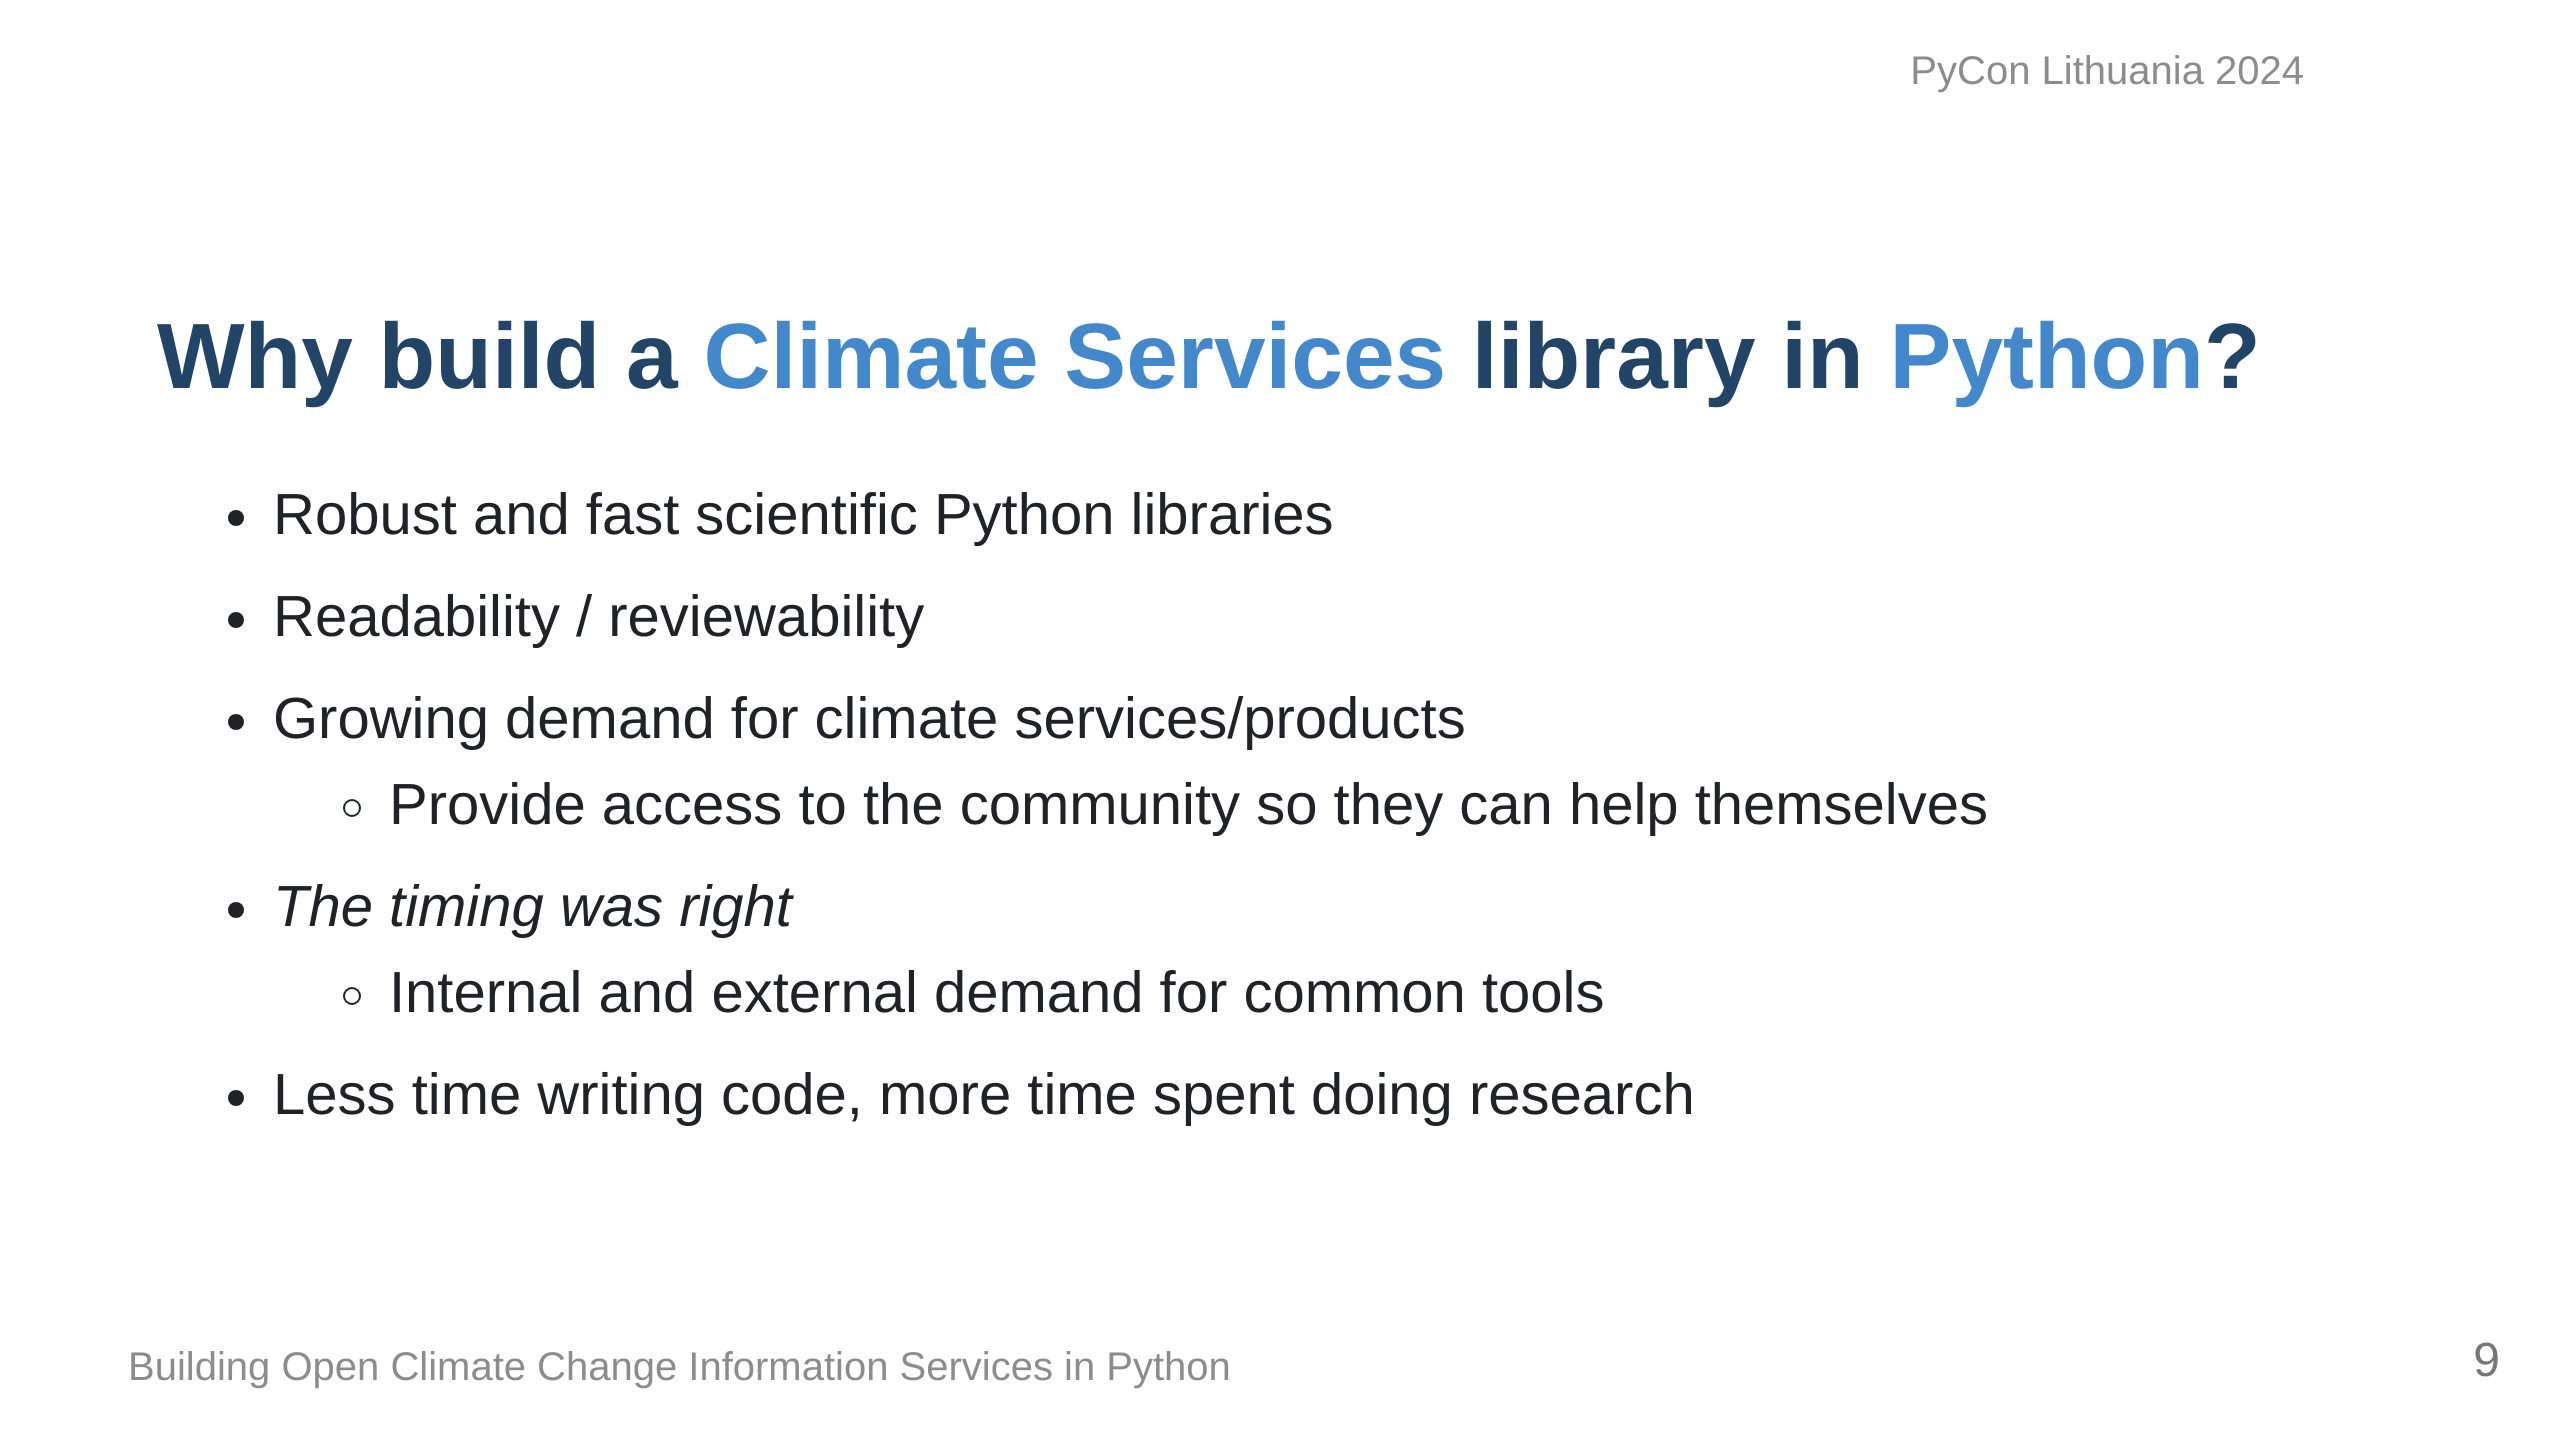 PyCon Lithuania 2024
Why build a Climate Services library in Python?
• Robust and fast scientific Python libraries
• Readability / reviewability
• Growing demand for climate services/products
◦ Provide access to the community so they can help themselves
• The timing was right
◦ Internal and external demand for common tools
• Less time writing code, more time spent doing research
Building Open Climate Change Information Services in Python
9